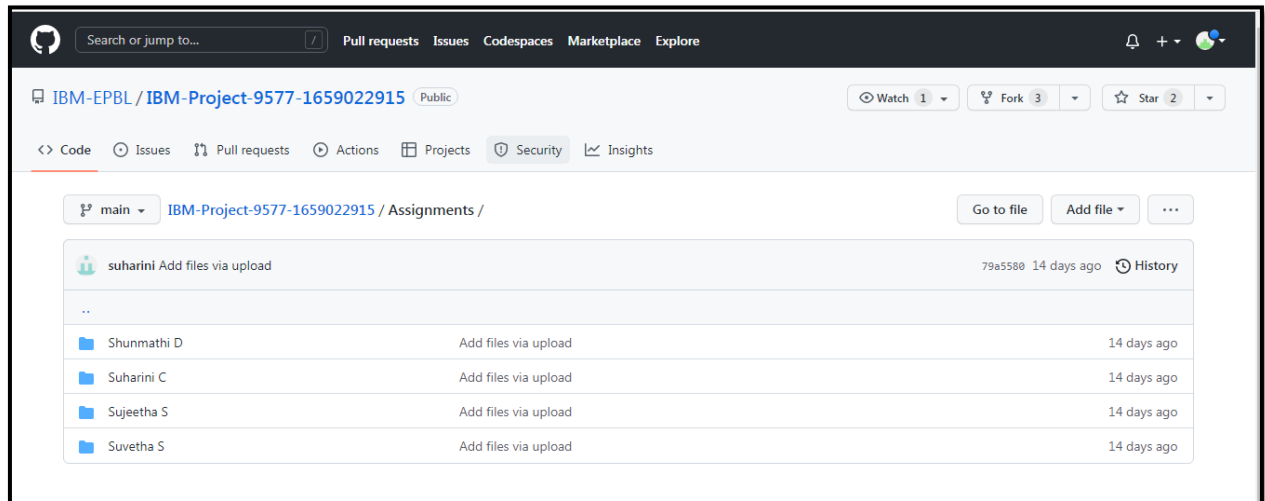 Search or jump to... / Pull requests Issues Codespaces Marketplace Explore
IBM-EPBL / IBM-Project-9577-1659022915 Public Watch 1 Fork 3 Star 2
Code Issues Pull requests Actions Projects Security Insights
main IBM-Project-9577-1659022915 / Assignments / Go to file Add file ...
suharini Add files via upload 79a5580 14 days ago History
..
Shunmathi D Add files via upload 14 days ago
Suharini C Add files via upload 14 days ago
Sujeetha S Add files via upload 14 days ago
Suvetha S Add files via upload 14 days ago